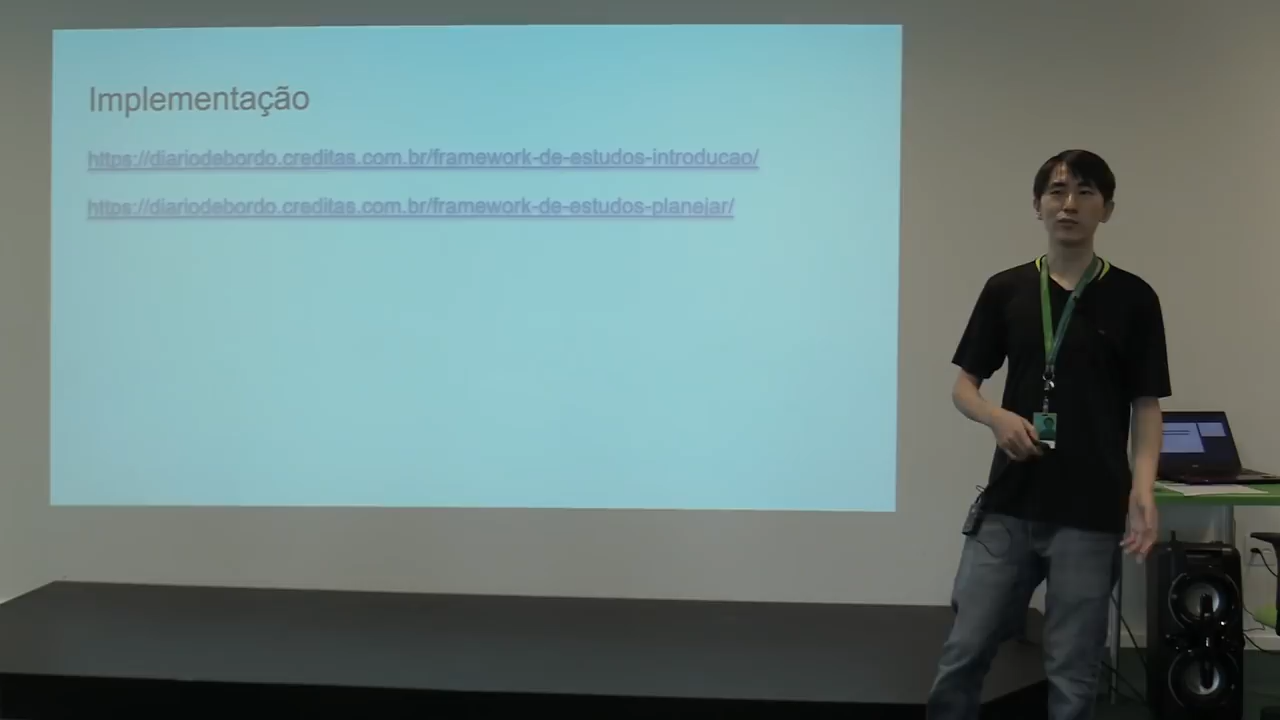 Implementação
https://diariodebordo.creditas.com.br/framework-de-estudos-introducao/
https://diariodebordo.creditas.com.br/framework-de-estudos-planejar/